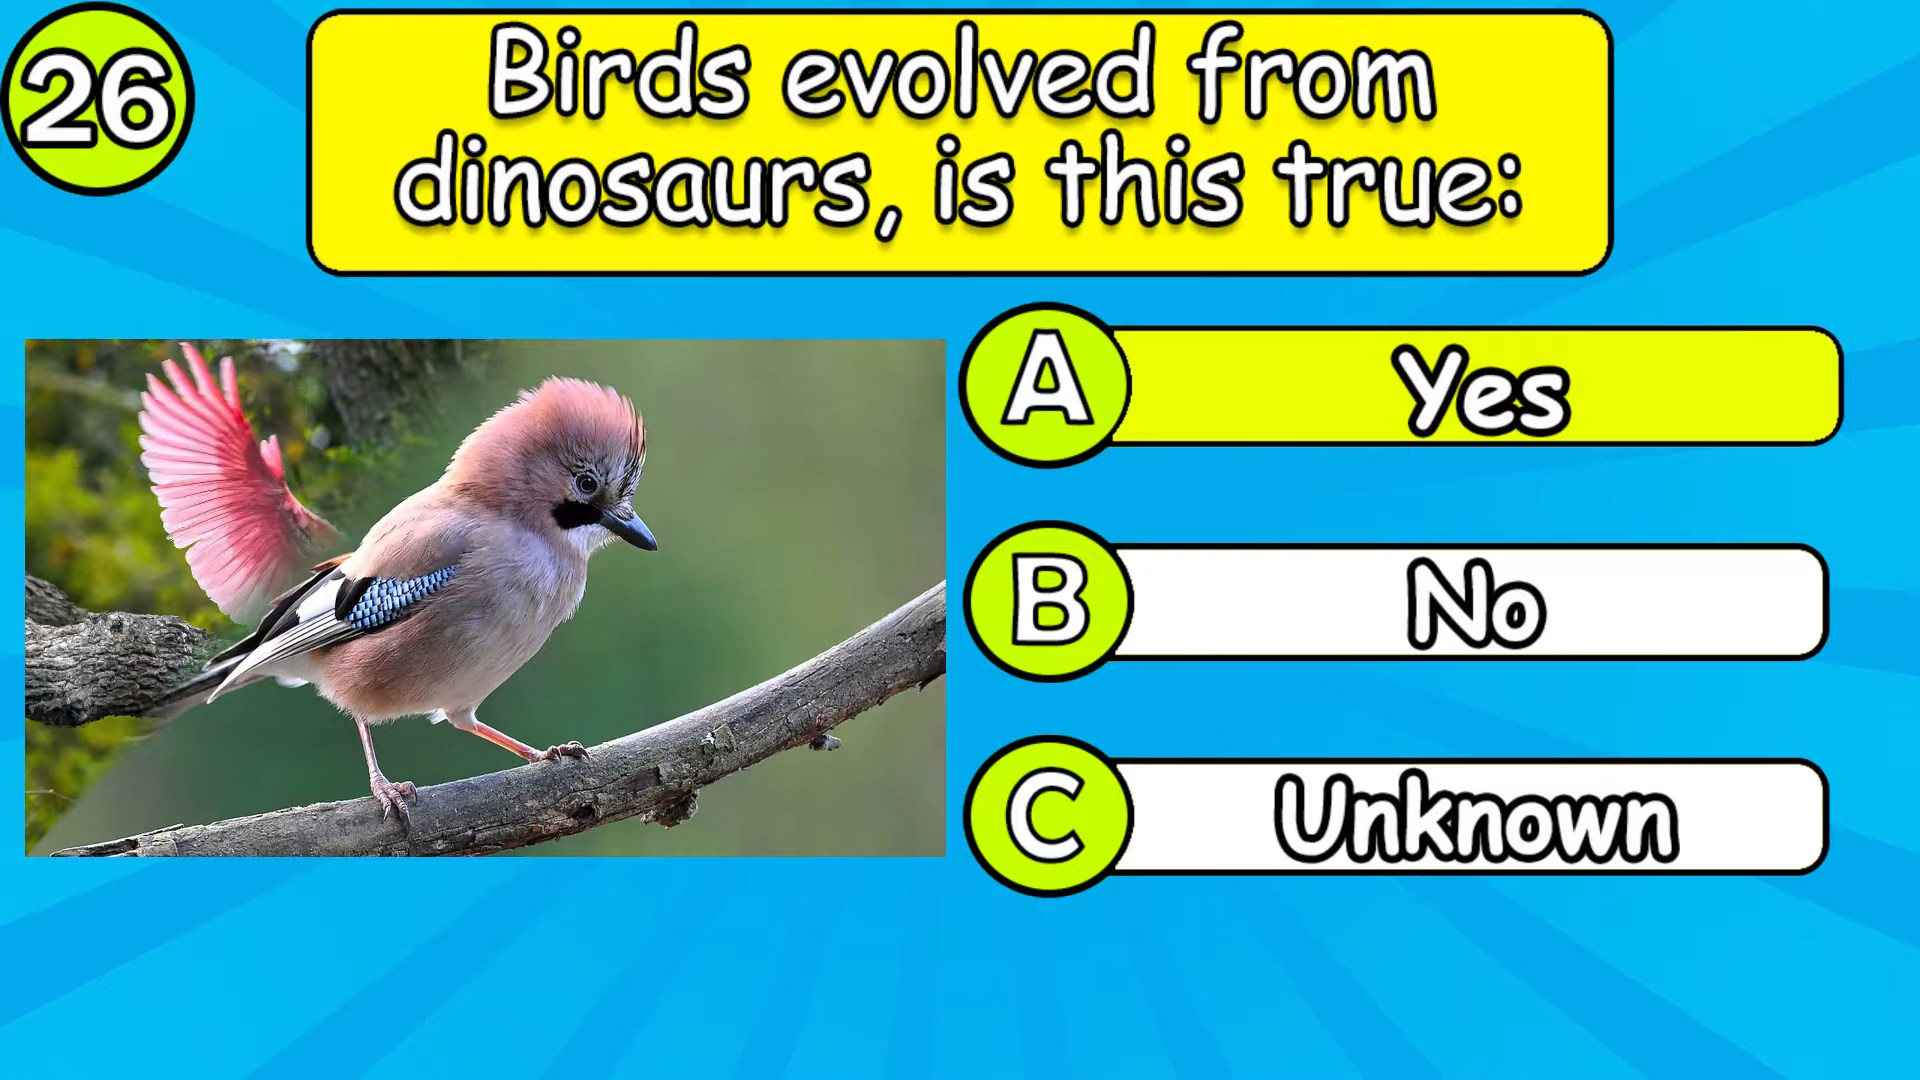 26
Birds evolved from
dinosaurs, is this true:
A Yes
B No
C Unknown